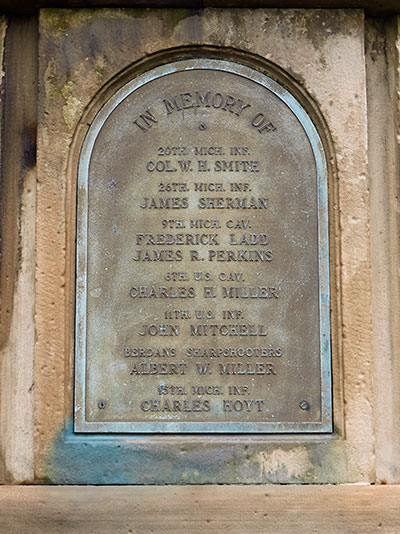 IN MEMORY OF
&
20TH. MICH. INF.
COL. W. H. SMITH
26TH. MICH. INF.
JAMES SHERMAN
9TH. MICH. CAV.
FREDERICK LADD
JAMES R. PERKINS
6TH. U.S. CAV.
CHARLES H. MILLER
11TH. U.S. INF.
JOHN MITCHELL
BERDANS SHARPSHOOTERS
ALBERT W. MILLER
15TH. MICH. INF.
CHARLES HOYT